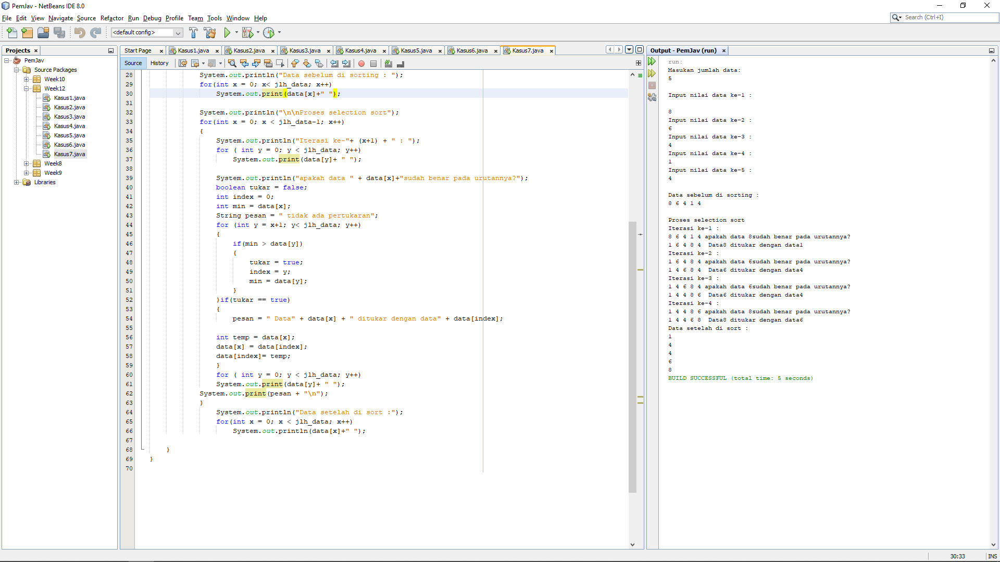 PemJav - NetBeans IDE 8.0
File Edit View Navigate Source Refactor Run Debug Profile Team Tools Window Help
Search (Ctrl+I)
<default config>
Projects
PemJav
Source Packages
Week10
Week12
Kasus1.java
Kasus2.java
Kasus3.java
Kasus4.java
Kasus5.java
Kasus6.java
Kasus7.java
Week8
Week9
Libraries
Start Page Kasus1.java Kasus2.java Kasus3.java Kasus4.java Kasus5.java Kasus6.java Kasus7.java
Source History
28 System.out.println("Data sebelum di sorting : ");
29 for(int x = 0; x< jlh_data; x++)
30 System.out.print(data[x]+" ");
31
32 System.out.println("\n\nProses selection sort");
33 for(int x = 0; x < jlh_data-1; x++)
34 {
35 System.out.println("Iterasi ke-"+ (x+1) + " : ");
36 for ( int y = 0; y < jlh_data; y++)
37 System.out.print(data[y]+ " ");
38
39 System.out.println("apakah data " + data[x]+"sudah benar pada urutannya?");
40 boolean tukar = false;
41 int index = 0;
42 int min = data[x];
43 String pesan = " tidak ada pertukaran";
44 for (int y = x+1; y< jlh_data; y++)
45 {
46 if(min > data[y])
47 {
48 tukar = true;
49 index = y;
50 min = data[y];
51 }
52 }if(tukar == true)
53 {
54 pesan = " Data" + data[x] + " ditukar dengan data" + data[index];
55
56 int temp = data[x];
57 data[x] = data[index];
58 data[index]= temp;
59 }
60 for ( int y = 0; y < jlh_data; y++)
61 System.out.print(data[y]+ " ");
62 System.out.print(pesan + "\n");
63 }
64 System.out.println("Data setelah di sort :");
65 for(int x = 0; x < jlh_data; x++)
66 System.out.println(data[x]+" ");
67
68 }
69 }
70
Output - PemJav (run)
run:
Masukan jumlah data:
5
Input nilai data ke-1 :
8
Input nilai data ke-2 :
6
Input nilai data ke-3 :
4
Input nilai data ke-4 :
1
Input nilai data ke-5 :
4
Data sebelum di sorting :
8 6 4 1 4
Proses selection sort
Iterasi ke-1 :
8 6 4 1 4 apakah data 8sudah benar pada urutannya?
1 6 4 8 4  Data8 ditukar dengan data1
Iterasi ke-2 :
1 6 4 8 4 apakah data 6sudah benar pada urutannya?
1 4 6 8 4  Data6 ditukar dengan data4
Iterasi ke-3 :
1 4 6 8 4 apakah data 6sudah benar pada urutannya?
1 4 4 8 6  Data6 ditukar dengan data4
Iterasi ke-4 :
1 4 4 8 6 apakah data 8sudah benar pada urutannya?
1 4 4 6 8  Data8 ditukar dengan data6
Data setelah di sort :
1
4
4
6
8
BUILD SUCCESSFUL (total time: 5 seconds)
30:33 INS